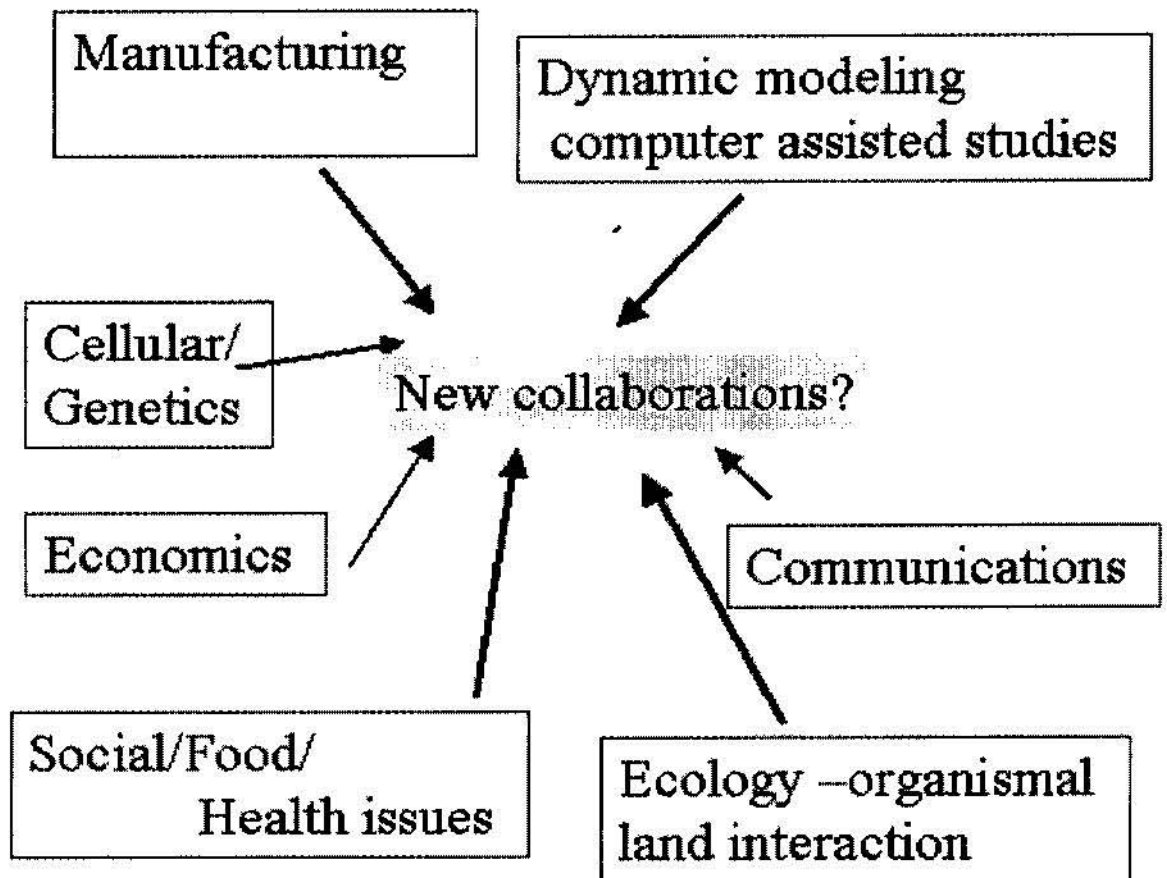 Manufacturing
Dynamic modeling
computer assisted studies
Cellular/
Genetics
New collaborations?
Economics
Communications
Social/Food/
Health issues
Ecology –organismal
land interaction